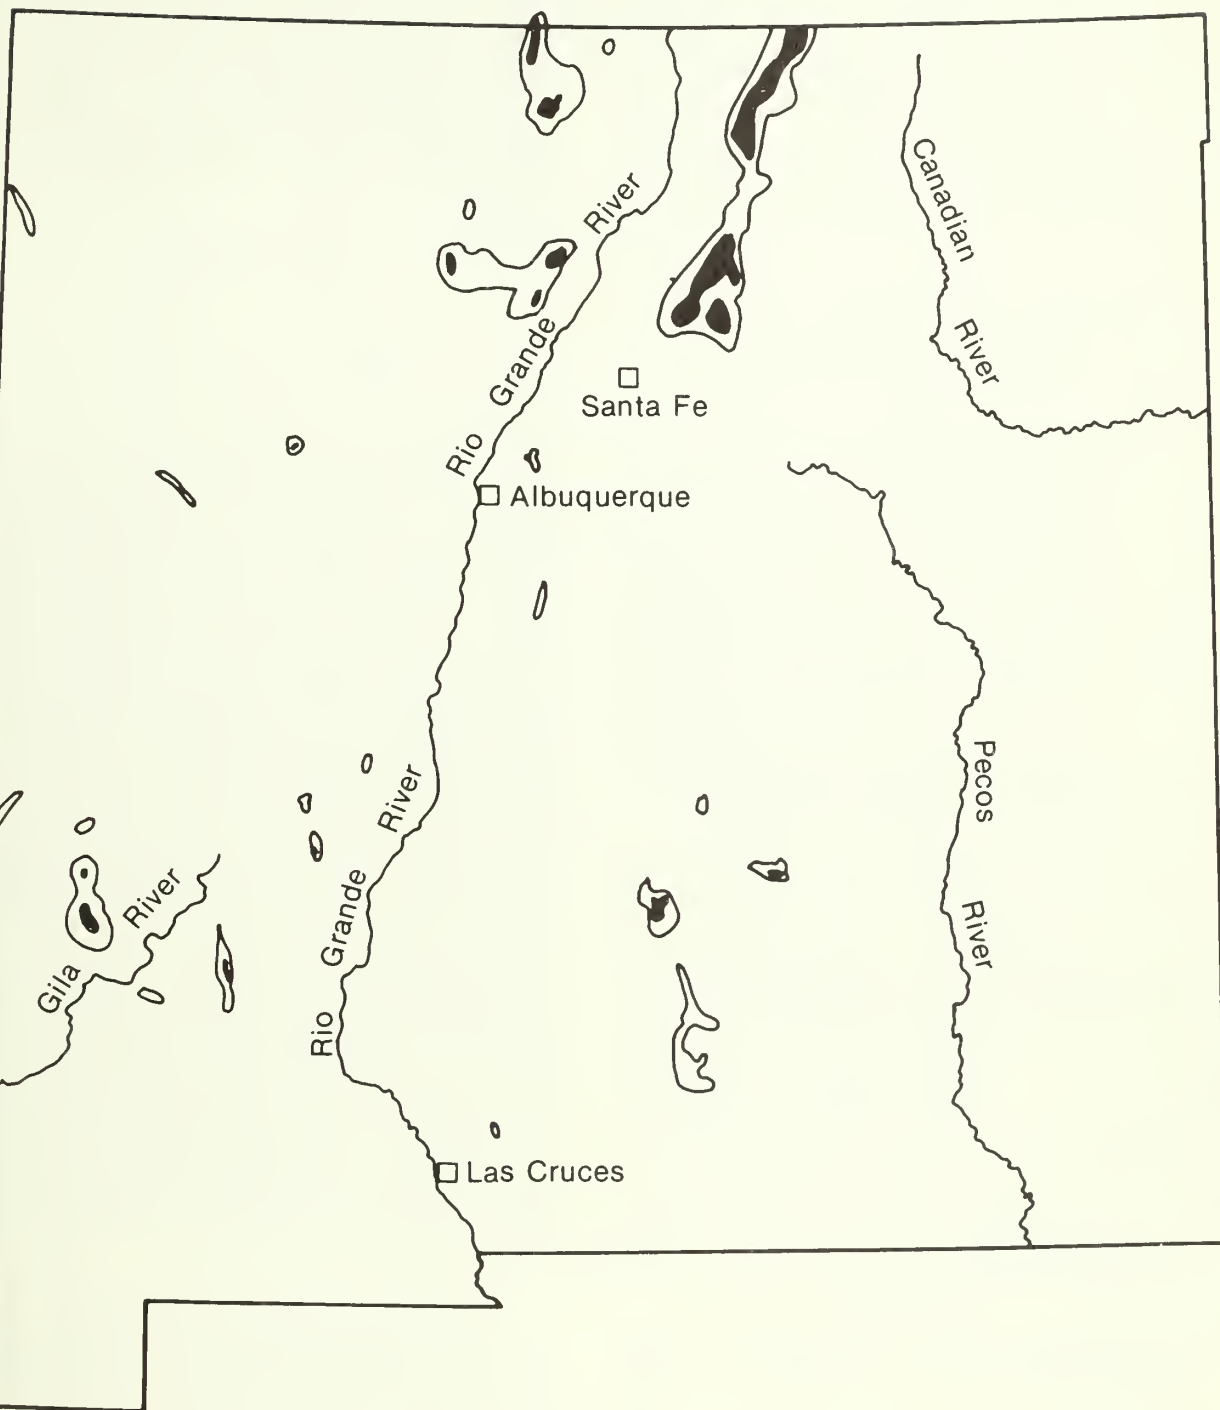 Canadian
River
Rio
Grande
River
Santa Fe
Albuquerque
Pecos
River
Gila
River
Rio
Grande
River
Las Cruces